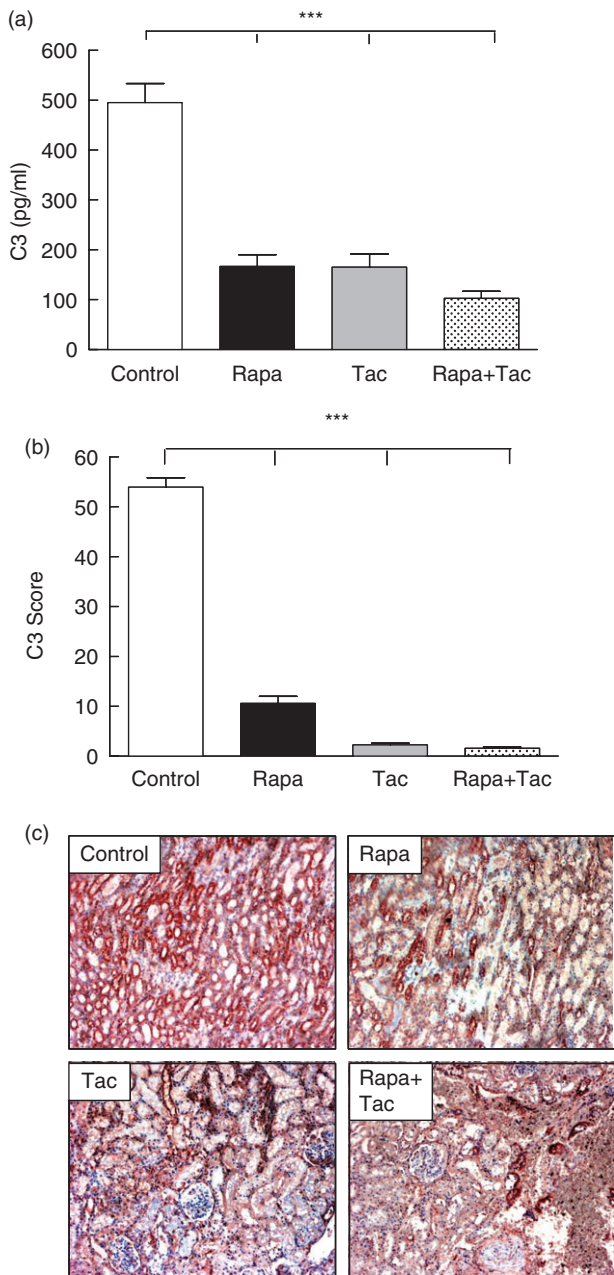 (a)
***
600
500
400
300
200
100
0
C3 (pg/ml)
Control Rapa Tac Rapa+Tac
(b)
***
60
50
40
30
20
10
0
C3 Score
Control Rapa Tac Rapa+Tac
(c)
Control
Rapa
Tac
Rapa+
Tac